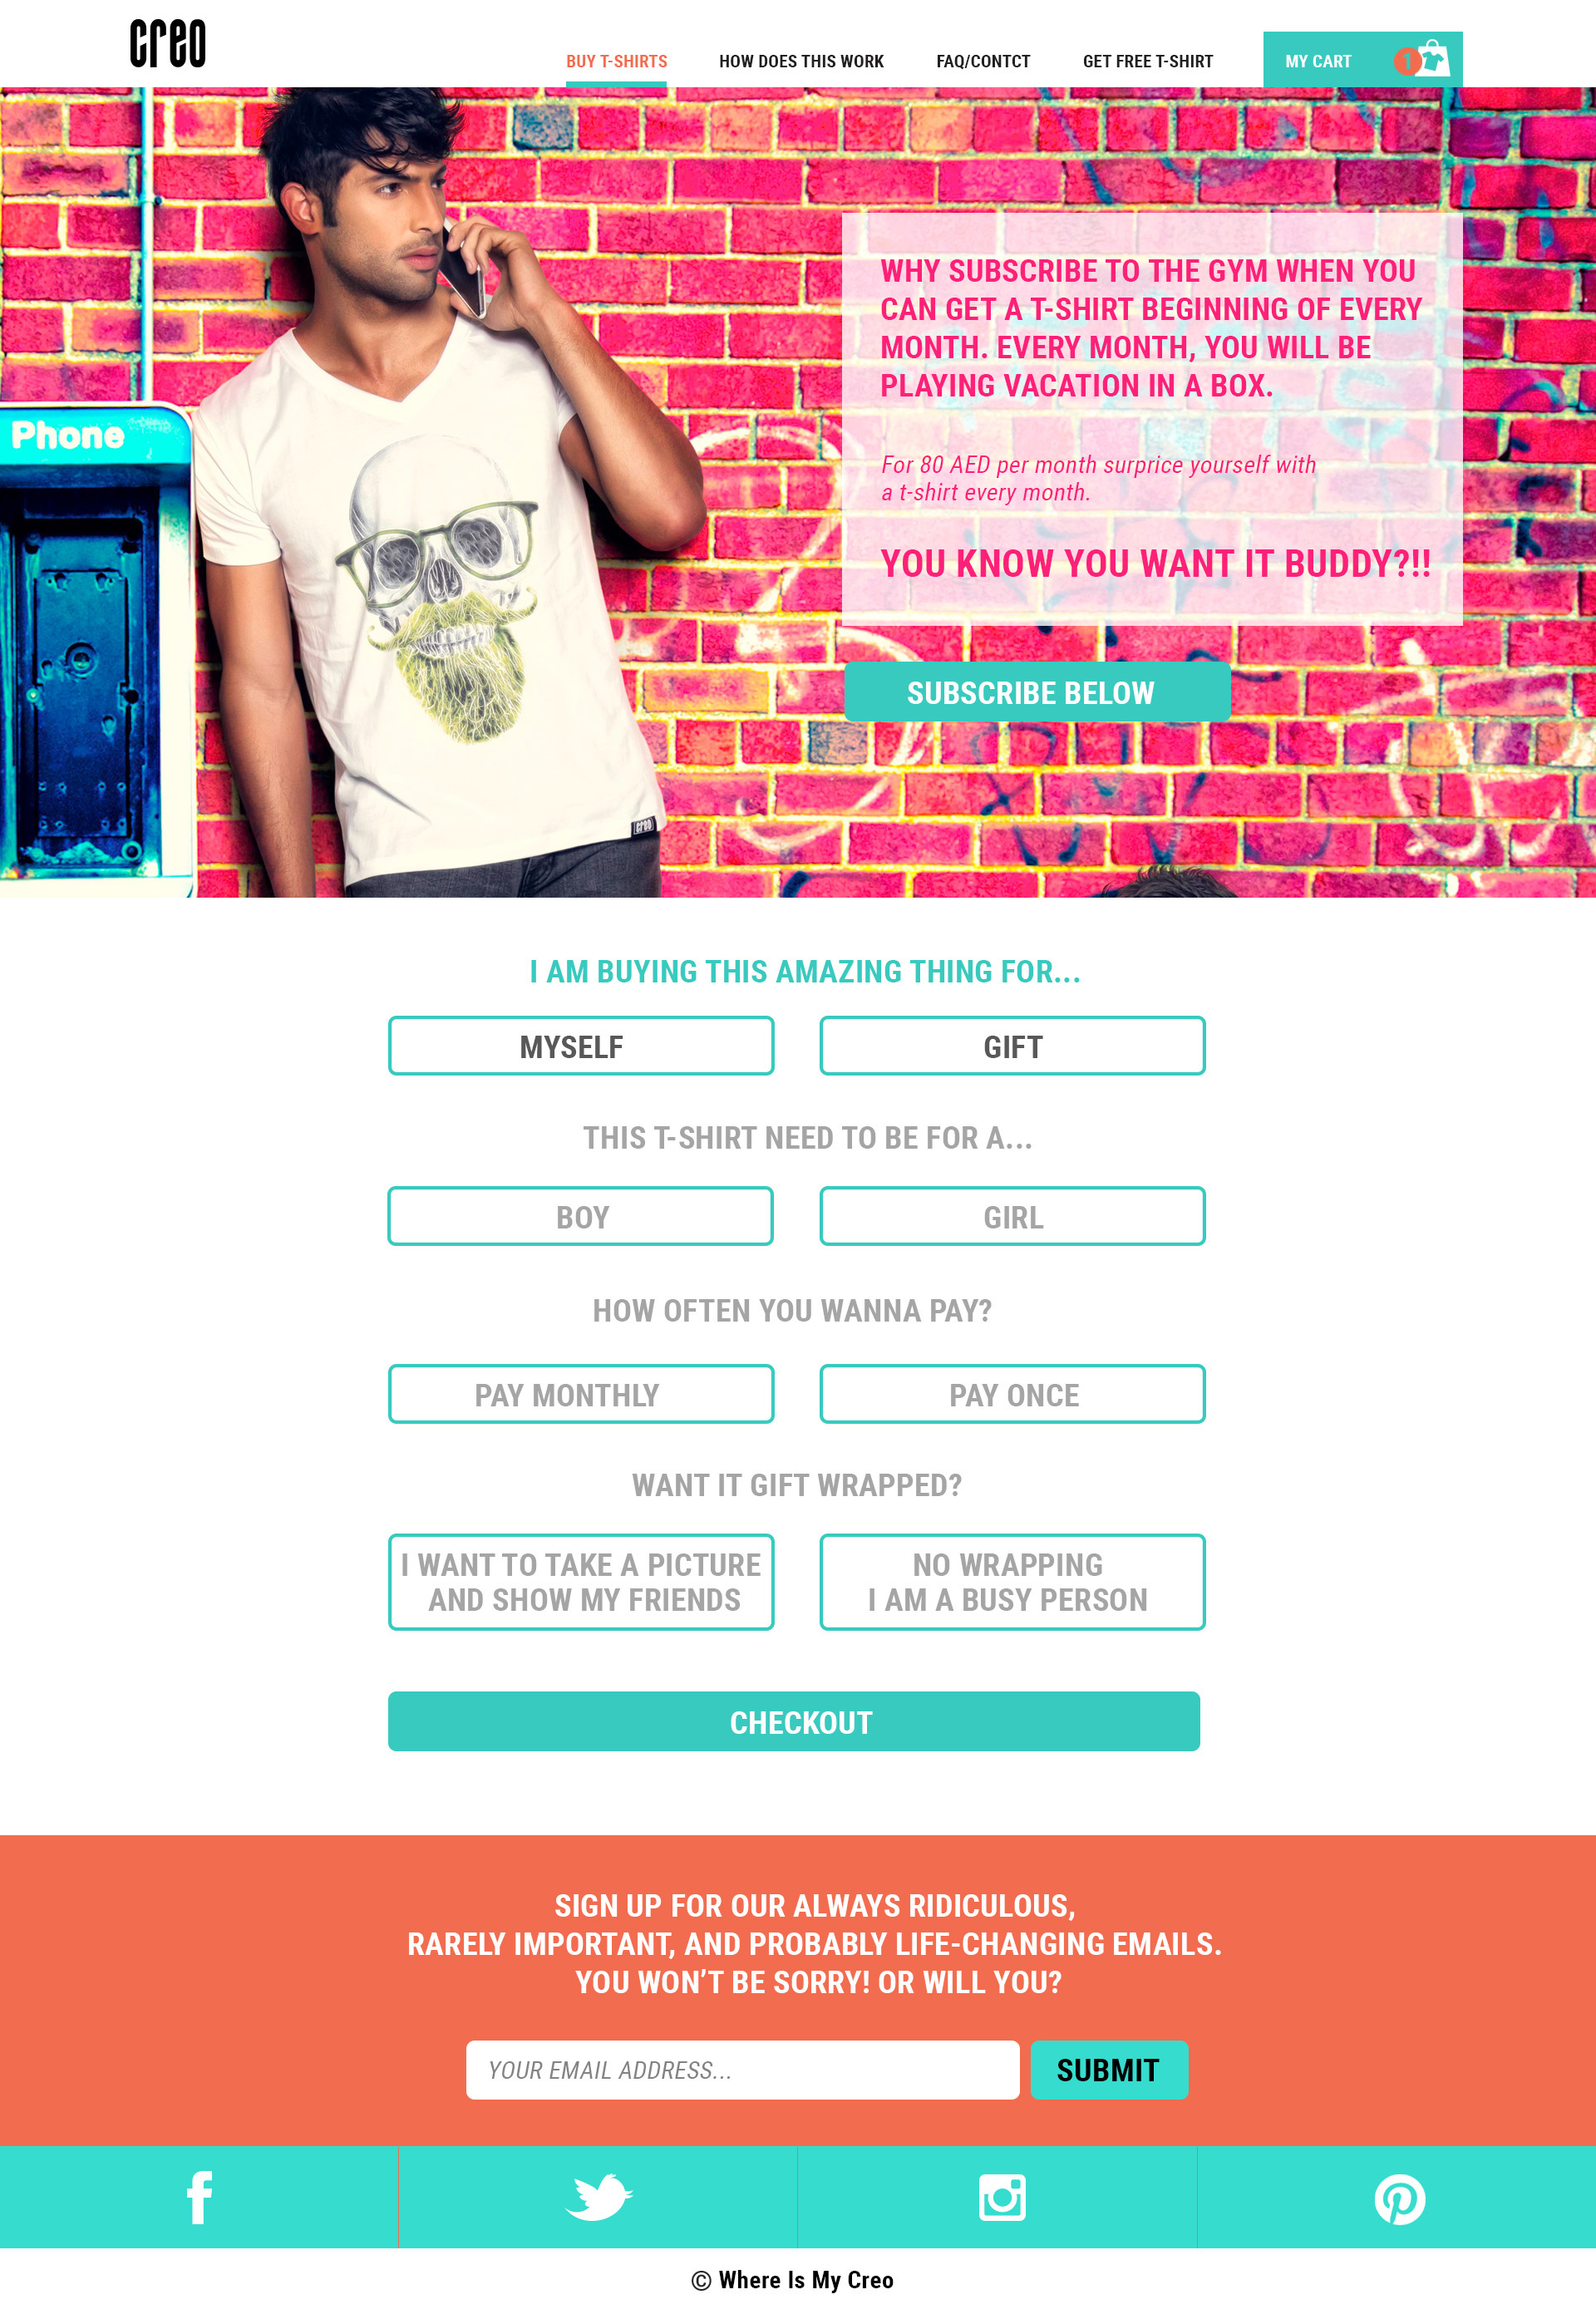 creo
BUY T-SHIRTS
HOW DOES THIS WORK
FAQ/CONTCT
GET FREE T-SHIRT
MY CART
1
WHY SUBSCRIBE TO THE GYM WHEN YOU
CAN GET A T-SHIRT BEGINNING OF EVERY
MONTH. EVERY MONTH, YOU WILL BE
PLAYING VACATION IN A BOX.
Phone
For 80 AED per month surprice yourself with
a t-shirt every month.
YOU KNOW YOU WANT IT BUDDY?!!
SUBSCRIBE BELOW
creo
I AM BUYING THIS AMAZING THING FOR...
MYSELF
GIFT
THIS T-SHIRT NEED TO BE FOR A...
BOY
GIRL
HOW OFTEN YOU WANNA PAY?
PAY MONTHLY
PAY ONCE
WANT IT GIFT WRAPPED?
I WANT TO TAKE A PICTURE
AND SHOW MY FRIENDS
NO WRAPPING
I AM A BUSY PERSON
CHECKOUT
SIGN UP FOR OUR ALWAYS RIDICULOUS,
RARELY IMPORTANT, AND PROBABLY LIFE-CHANGING EMAILS.
YOU WON’T BE SORRY! OR WILL YOU?
YOUR EMAIL ADDRESS...
SUBMIT
© Where Is My Creo